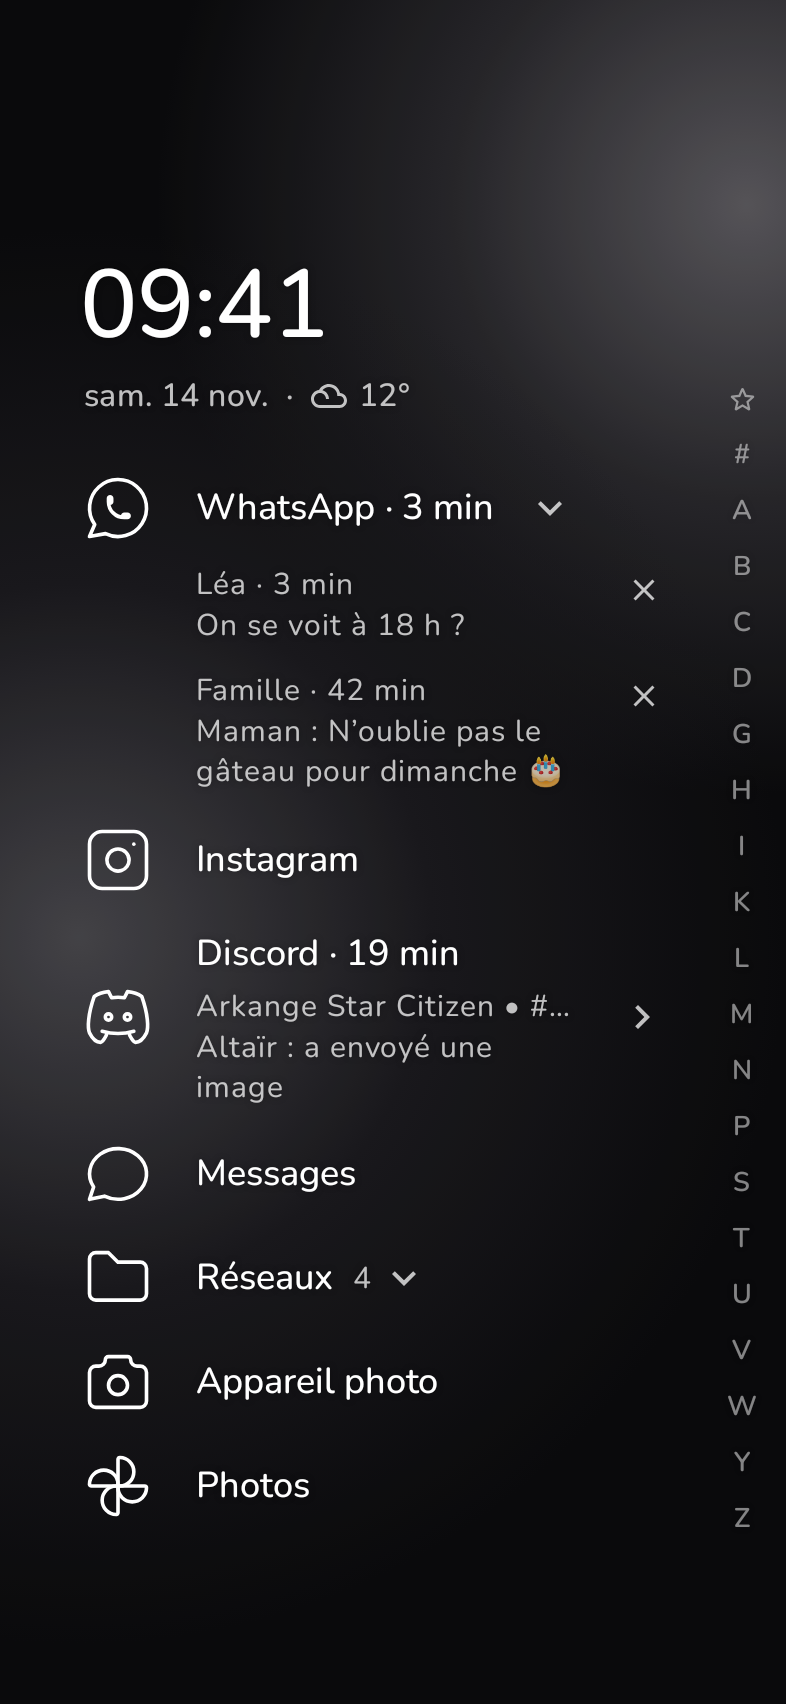 09:41
sam. 14 nov. · 12°
WhatsApp · 3 min
Léa · 3 min
On se voit à 18 h ?
Famille · 42 min
Maman : N’oublie pas le
gâteau pour dimanche 🎂
Instagram
Discord · 19 min
Arkange Star Citizen • #…
Altaïr : a envoyé une
image
Messages
Réseaux 4
Appareil photo
Photos
#
A
B
C
D
G
H
I
K
L
M
N
P
S
T
U
V
W
Y
Z